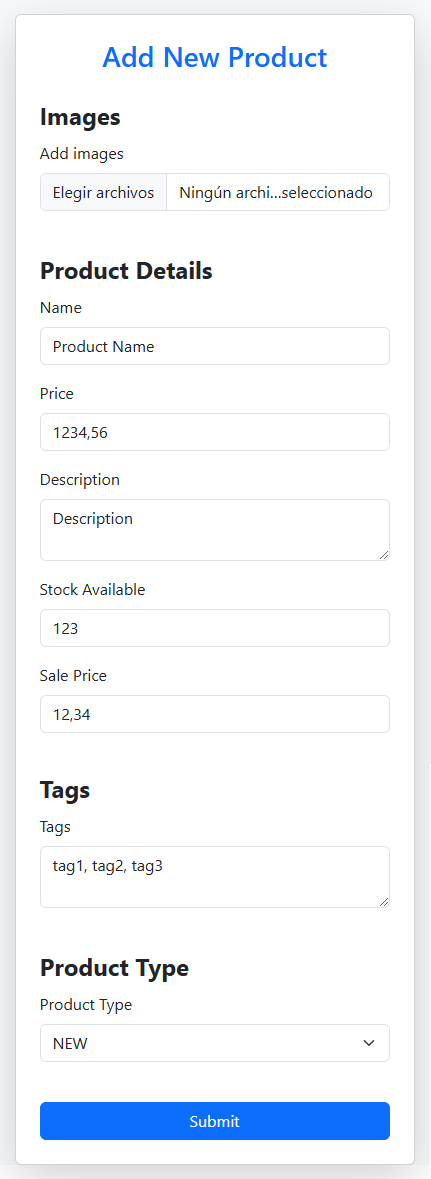 Add New Product
Images
Add images
Elegir archivos Ningún archi...seleccionado
Product Details
Name
Product Name
Price
1234,56
Description
Description
Stock Available
123
Sale Price
12,34
Tags
Tags
tag1, tag2, tag3
Product Type
Product Type
NEW
Submit